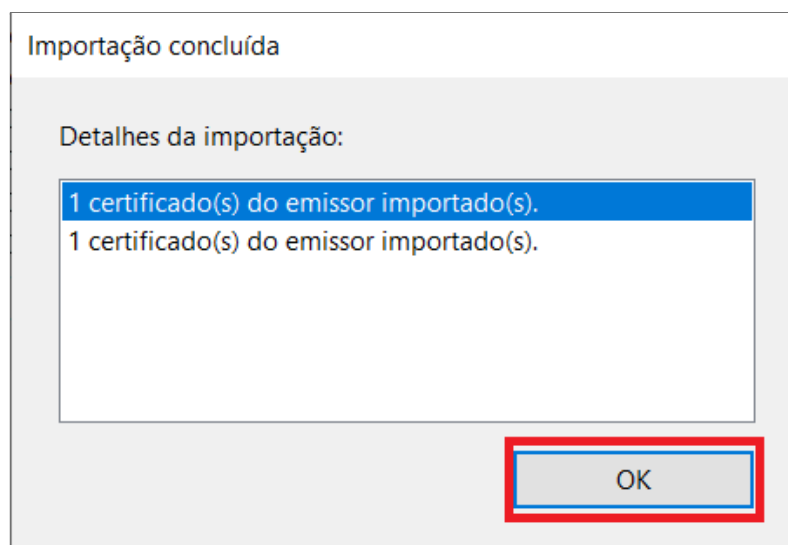 Importação concluída
Detalhes da importação:
1 certificado(s) do emissor importado(s).
1 certificado(s) do emissor importado(s).
OK